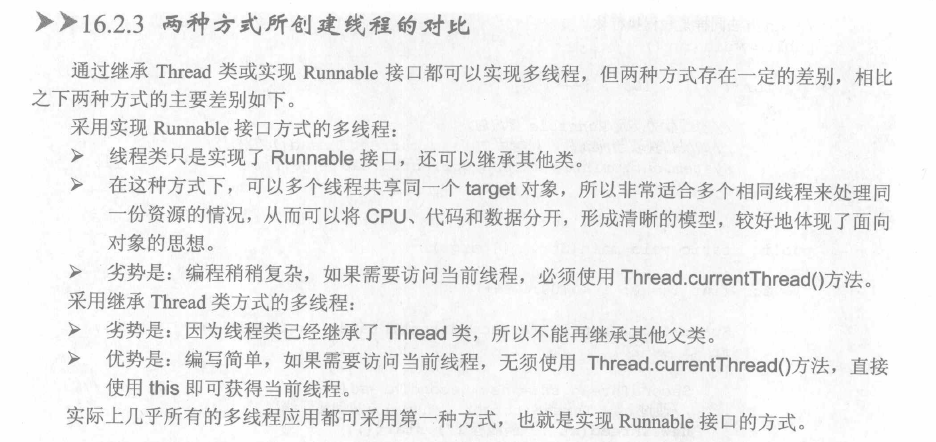 ➤➤16.2.3 两种方式所创建线程的对比
通过继承 Thread 类或实现 Runnable 接口都可以实现多线程，但两种方式存在一定的差别，相比
之下两种方式的主要差别如下。
采用实现 Runnable 接口方式的多线程：
➤ 线程类只是实现了 Runnable 接口，还可以继承其他类。
➤ 在这种方式下，可以多个线程共享同一个 target 对象，所以非常适合多个相同线程来处理同
一份资源的情况，从而可以将 CPU、代码和数据分开，形成清晰的模型，较好地体现了面向
对象的思想。
➤ 劣势是：编程稍稍复杂，如果需要访问当前线程，必须使用 Thread.currentThread()方法。
采用继承 Thread 类方式的多线程：
➤ 劣势是：因为线程类已经继承了 Thread 类，所以不能再继承其他父类。
➤ 优势是：编写简单，如果需要访问当前线程，无须使用 Thread.currentThread()方法，直接
使用 this 即可获得当前线程。
实际上几乎所有的多线程应用都可采用第一种方式，也就是实现 Runnable 接口的方式。